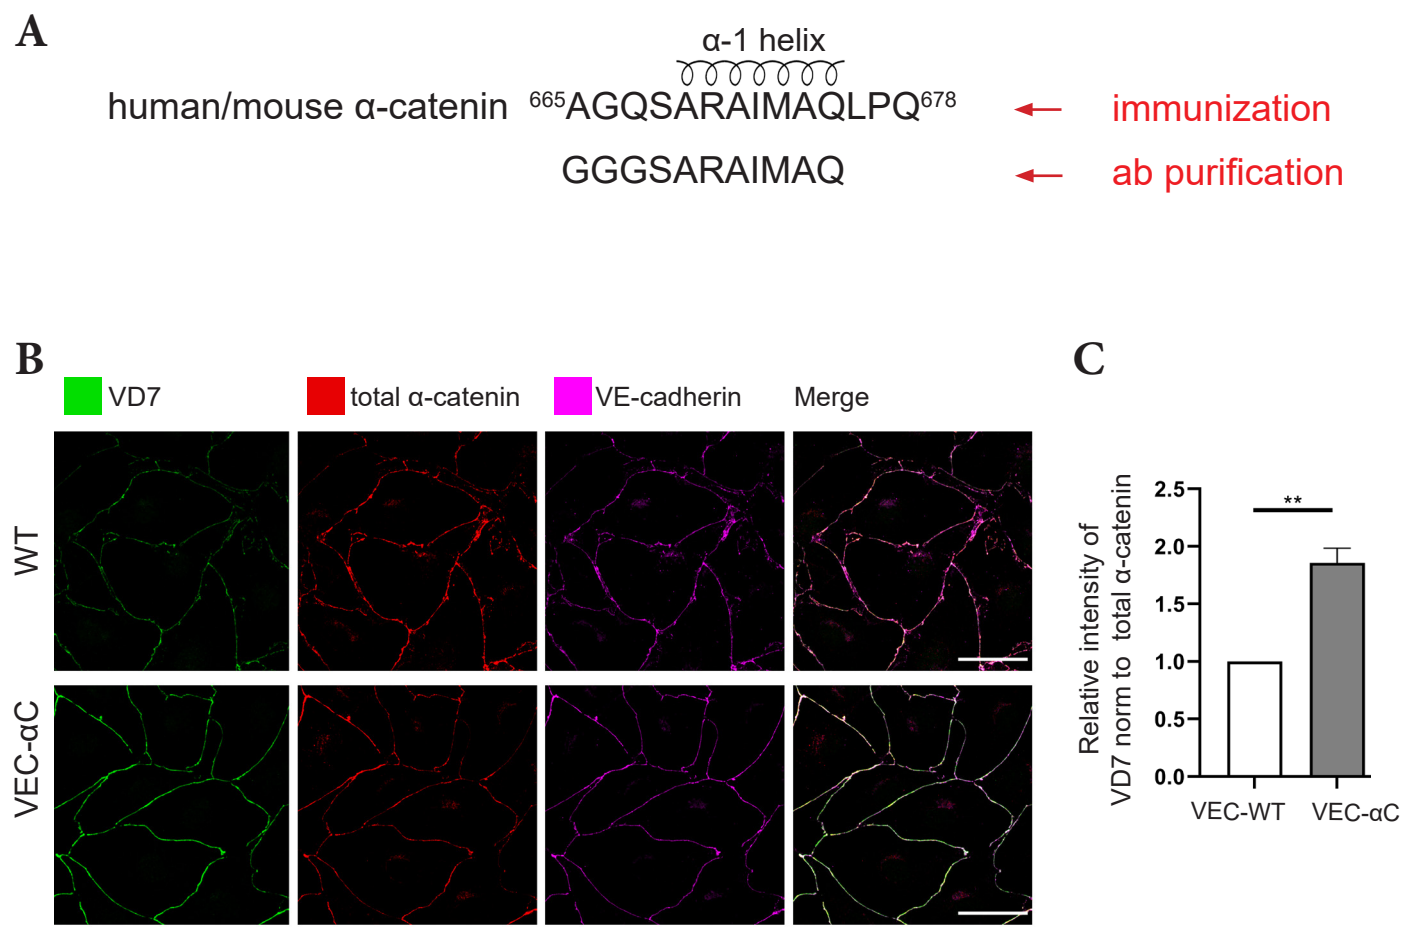 A
α-1 helix
human/mouse α-catenin ⁶⁶⁵AGQSARAIMAQLPQ⁶⁷⁸ immunization
GGGSARAIMAQ ab purification
B
VD7 total α-catenin VE-cadherin Merge
WT
VEC-αC
C
Relative intensity of
VD7 norm to total α-catenin
2.5
**
2.0
1.5
1.0
0.5
0.0
VEC-WT VEC-αC